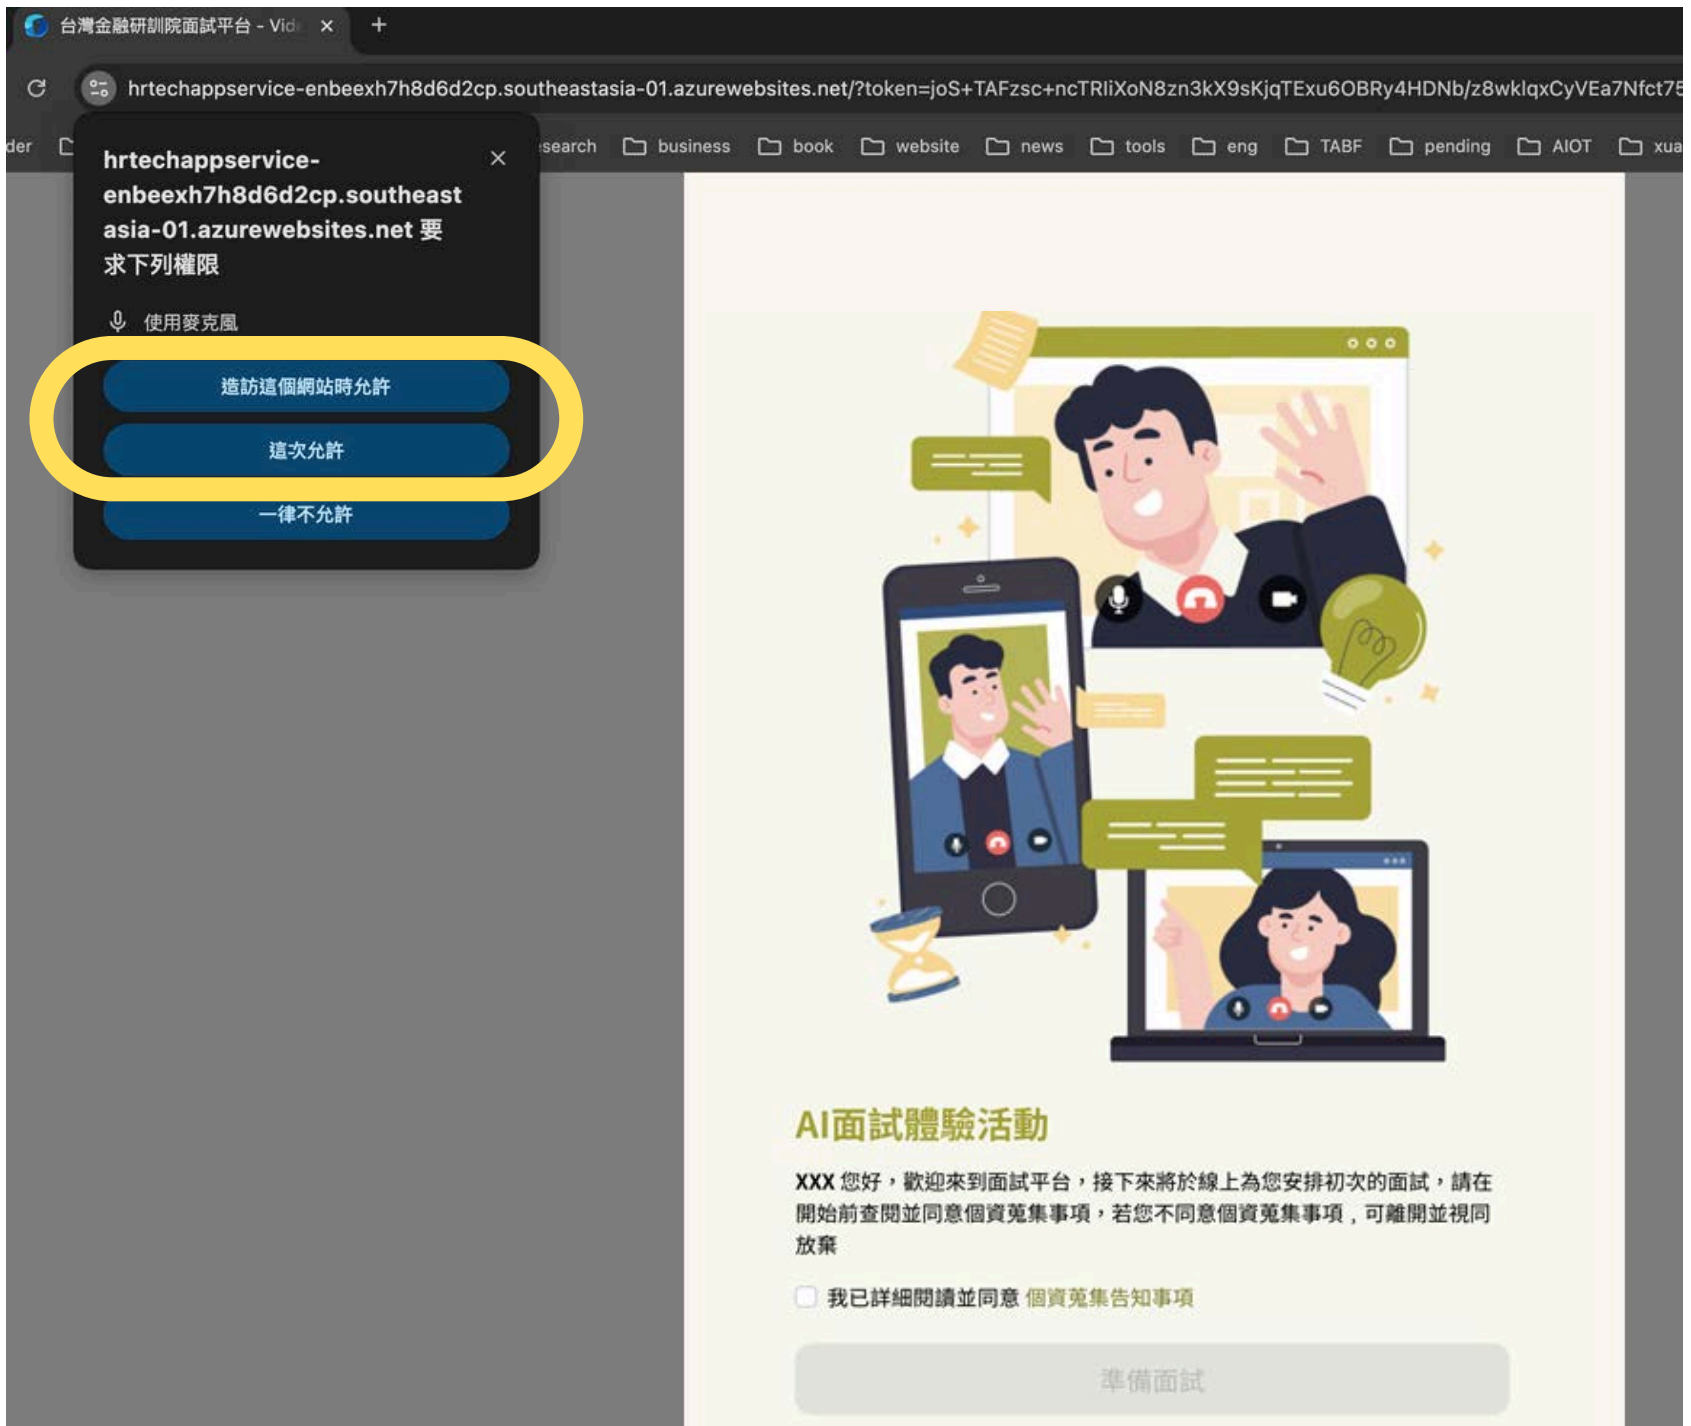 台灣金融研訓院面試平台 - Vid
hrtechappservice-enbeexh7h8d6d2cp.southeastasia-01.azurewebsites.net/?token=joS+TAFzsc+ncTRIiXoN8zn3kX9sKjqTExu6OBRy4HDNb/z8wklqxCyVEa7Nfct75
der
search
business
book
website
news
tools
eng
TABF
pending
AIOT
xua
hrtechappservice-
enbeexh7h8d6d2cp.southeast
asia-01.azurewebsites.net 要
求下列權限
使用麥克風
造訪這個網站時允許
這次允許
一律不允許
AI面試體驗活動
XXX 您好，歡迎來到面試平台，接下來將於線上為您安排初次的面試，請在
開始前查閱並同意個資蒐集事項，若您不同意個資蒐集事項，可離開並視同
放棄
我已詳細閱讀並同意 個資蒐集告知事項
準備面試